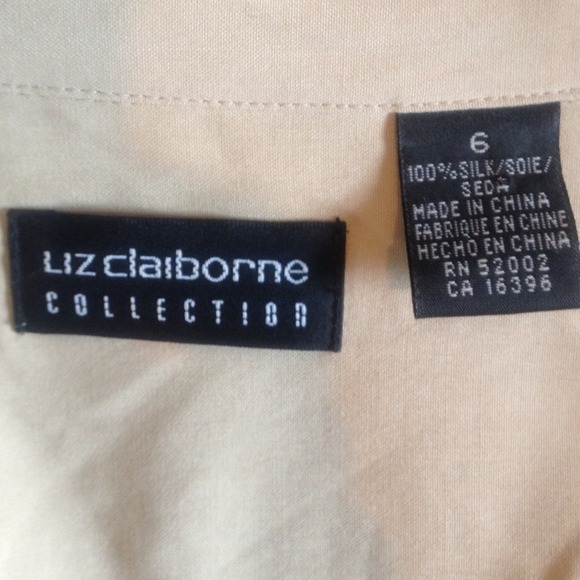 LIZ claiborne
COLLECTION
6
100% SILK/SOIE/
SEDA
MADE IN CHINA
FABRIQUE EN CHINE
HECHO EN CHINA
RN 52002
CA 16396